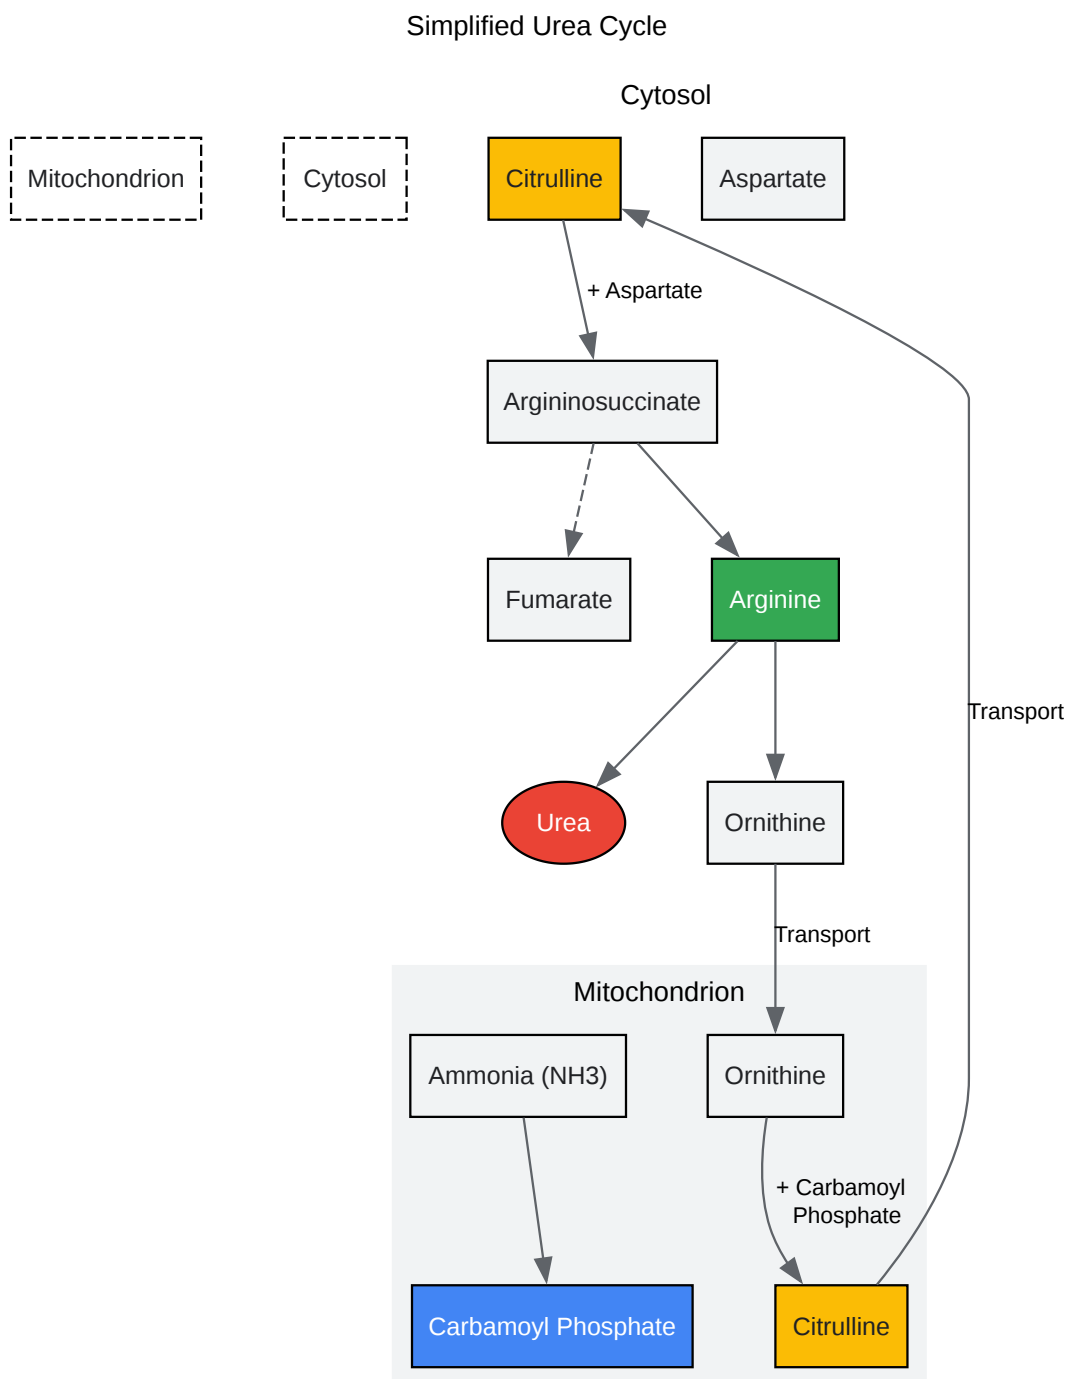 Simplified Urea Cycle
Cytosol
Mitochondrion
Cytosol
Citrulline
Aspartate
+ Aspartate
Argininosuccinate
Fumarate
Arginine
Transport
Urea
Ornithine
Transport
Mitochondrion
Ammonia (NH3)
Ornithine
+ Carbamoyl
Phosphate
Carbamoyl Phosphate
Citrulline